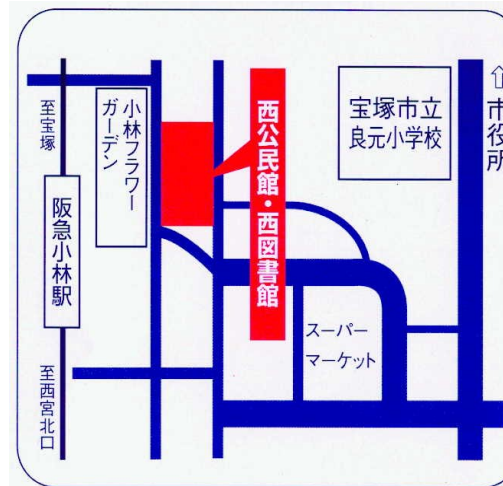 至宝塚
阪急小林駅
至西宮北口
小林フラワー
ガーデン
西公民館・西図書館
宝塚市立
良元小学校
⇧市役所
スーパー
マーケット